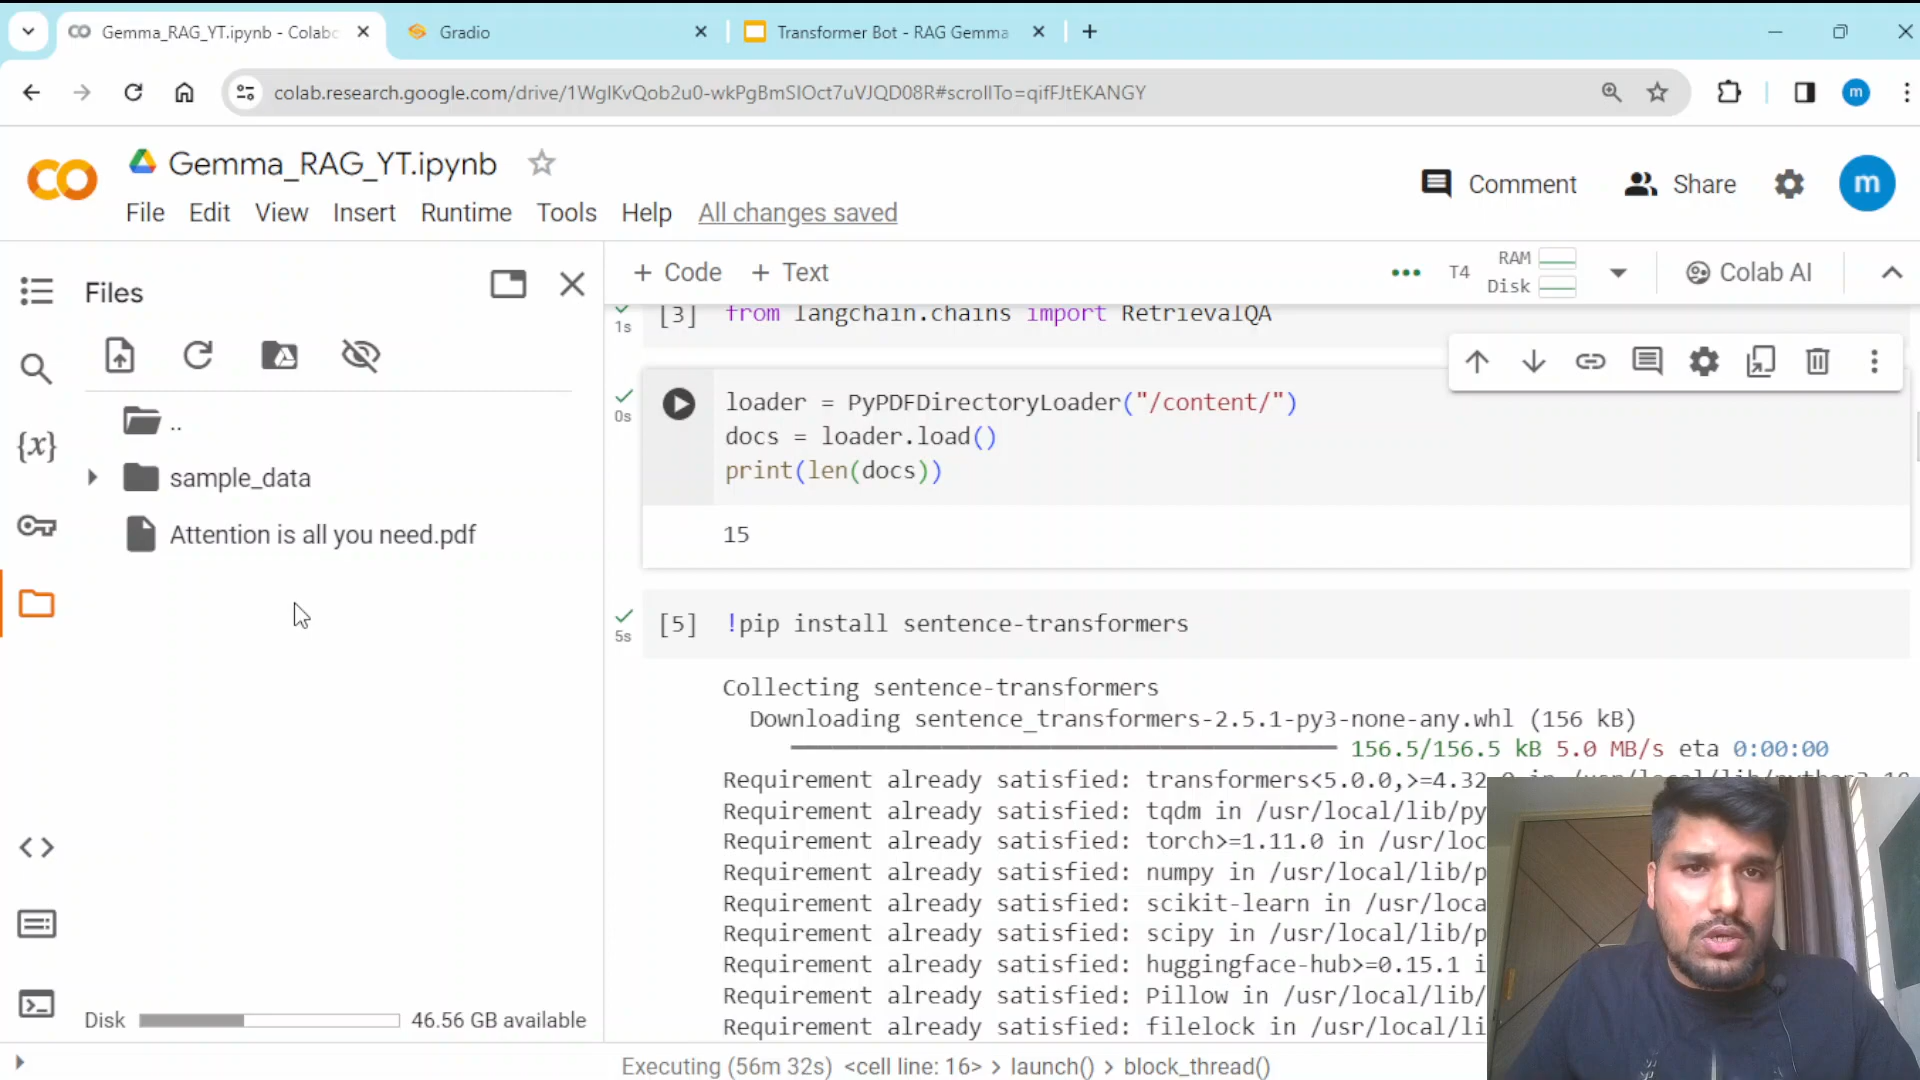 Gemma_RAG_YT.ipynb - Colabc
Gradio
Transformer Bot - RAG Gemma
colab.research.google.com/drive/1WglKvQob2u0-wkPgBmSIOct7uVJQD08R#scrollTo=qifFJtEKANGY
m
CO
Gemma_RAG_YT.ipynb
Comment
Share
m
File Edit View Insert Runtime Tools Help All changes saved
Files
+ Code + Text
T4
RAM
Disk
Colab AI
..
sample_data
Attention is all you need.pdf
{x}
1s
[3] from langchain.chains import RetrievalQA
0s
loader = PyPDFDirectoryLoader("/content/")
docs = loader.load()
print(len(docs))
15
5s
[5] !pip install sentence-transformers
Collecting sentence-transformers
Downloading sentence_transformers-2.5.1-py3-none-any.whl (156 kB)
156.5/156.5 kB 5.0 MB/s eta 0:00:00
Requirement already satisfied: transformers<5.0.0,>=4.32.0 in /usr/local/lib/python3.10
Requirement already satisfied: tqdm in /usr/local/lib/py
Requirement already satisfied: torch>=1.11.0 in /usr/loc
Requirement already satisfied: numpy in /usr/local/lib/p
Requirement already satisfied: scikit-learn in /usr/loca
Requirement already satisfied: scipy in /usr/local/lib/p
Requirement already satisfied: huggingface-hub>=0.15.1 i
Requirement already satisfied: Pillow in /usr/local/lib/
Requirement already satisfied: filelock in /usr/local/li
Disk 46.56 GB available
Executing (56m 32s) <cell line: 16> > launch() > block_thread()